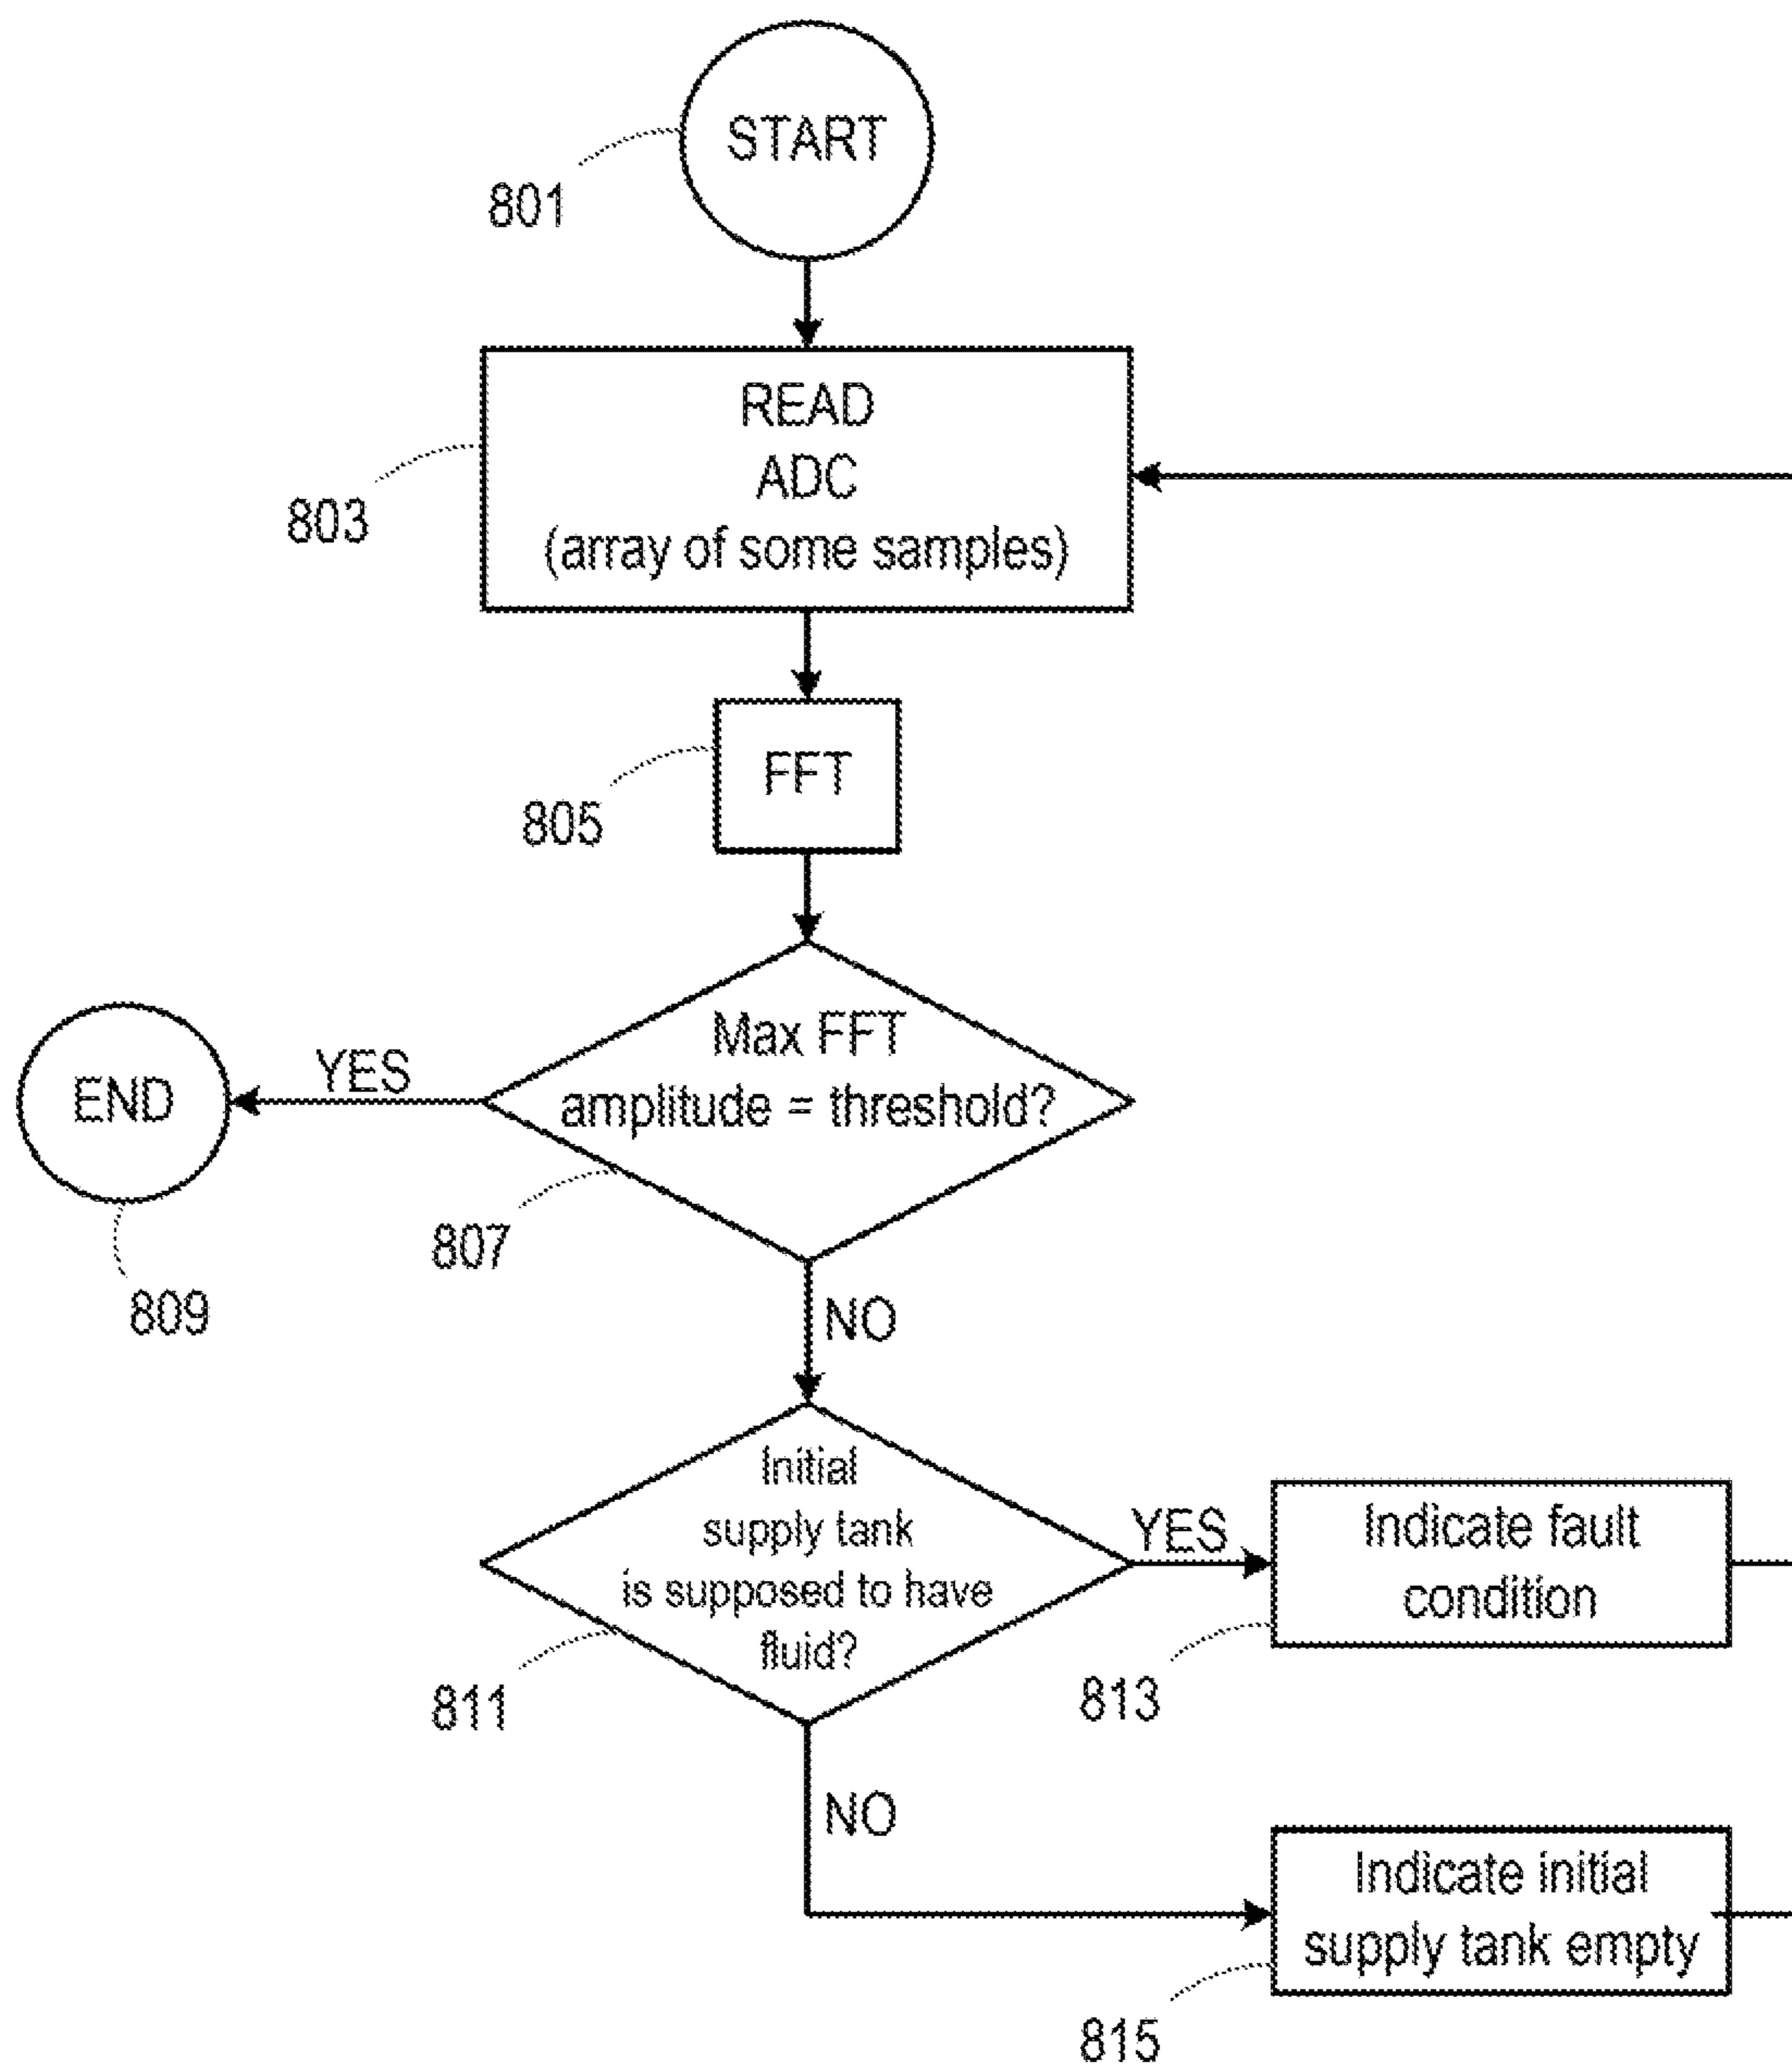 START
801
READ
ADC
(array of some samples)
803
FFT
805
Max FFT
amplitude = threshold?
YES
END
807
809
NO
Initial
supply tank
is supposed to have
fluid?
YES
Indicate fault
condition
811
813
NO
Indicate initial
supply tank empty
815